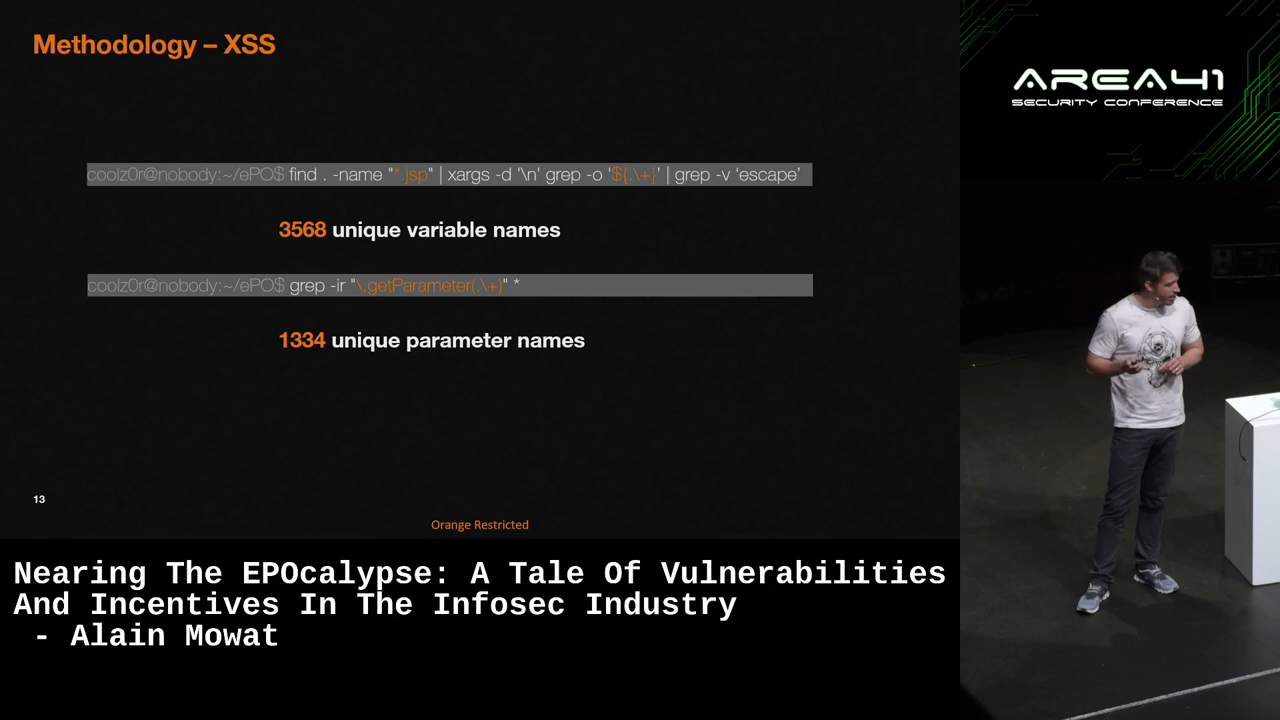 Methodology – XSS
AREA41
SECURITY CONFERENCE
coolz0r@nobody:~/ePO$ find . -name "*.jsp" | xargs -d '\n' grep -o '${.\+}' | grep -v ‘escape’
3568 unique variable names
coolz0r@nobody:~/ePO$ grep -ir "\.getParameter(.\+)" *
1334 unique parameter names
13
Orange Restricted
Nearing The EPOcalypse: A Tale Of Vulnerabilities
And Incentives In The Infosec Industry
- Alain Mowat